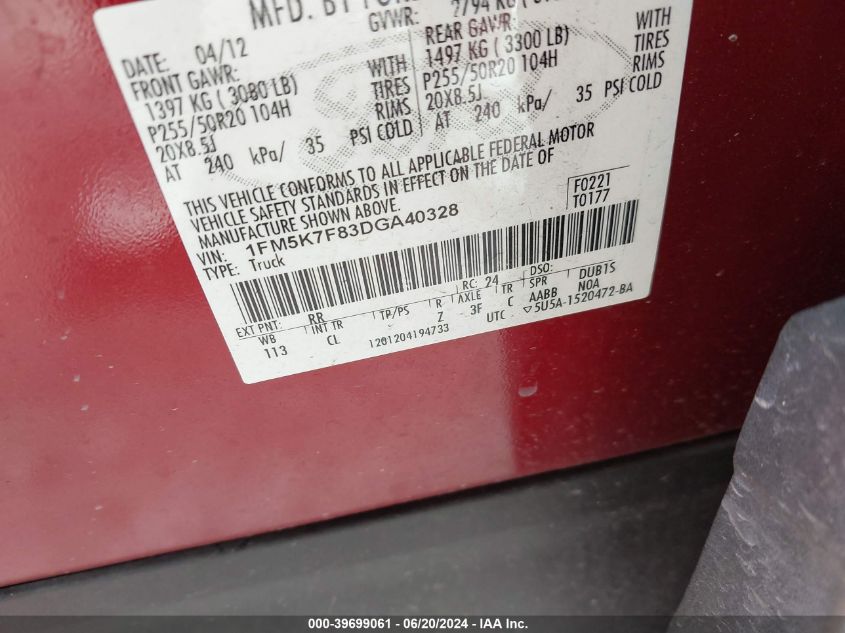 MFD. BY FORD
GVWR: 2794 KG
DATE: 04/12
FRONT GAWR:
1397 KG ( 3080 LB) WITH
P255/50R20 104H TIRES
20X8.5J RIMS
AT 240 kPa/ 35 PSI COLD
REAR GAWR: WITH
1497 KG ( 3300 LB) TIRES
P255/50R20 104H RIMS
20X8.5J
AT 240 kPa/ 35 PSI COLD
THIS VEHICLE CONFORMS TO ALL APPLICABLE FEDERAL MOTOR
VEHICLE SAFETY STANDARDS IN EFFECT ON THE DATE OF
MANUFACTURE SHOWN ABOVE.
F0221
T0177
VIN: 1FM5K7F83DGA40328
TYPE: Truck
EXT PNT: RR RC: 24 DSO:
WB INT TR TP/PS R AXLE TR SPR DUB1S
113 CL Z 3F C AABB N0A
1201204194733 UTC ▽5U5A-1520472-BA
000-39699061 - 06/20/2024 - IAA Inc.